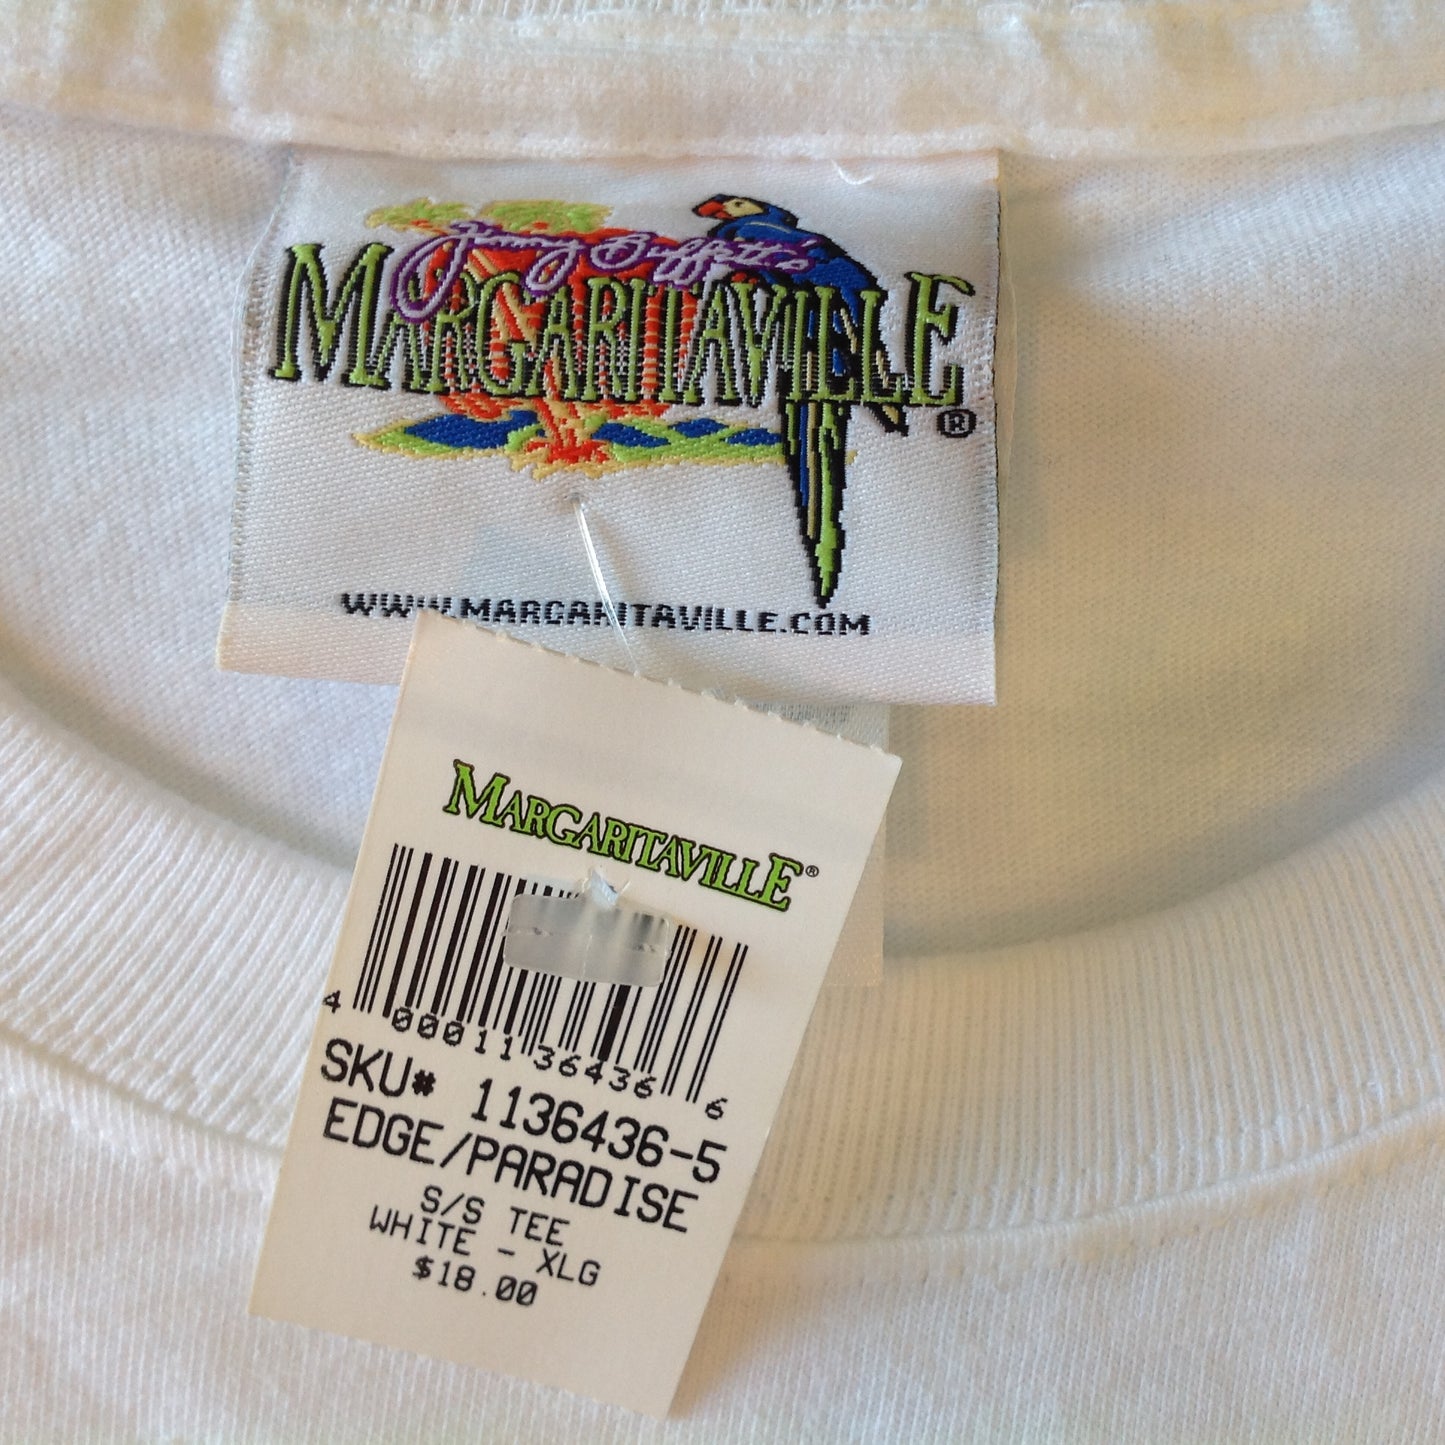 Jimmy Buffett's
MARGARITAVILLE®
WWW.MARGARITAVILLE.COM
MARGARITAVILLE®
4 00011 36436 6
SKU# 1136436-5
EDGE/PARADISE
S/S TEE
WHITE - XLG
$18.00